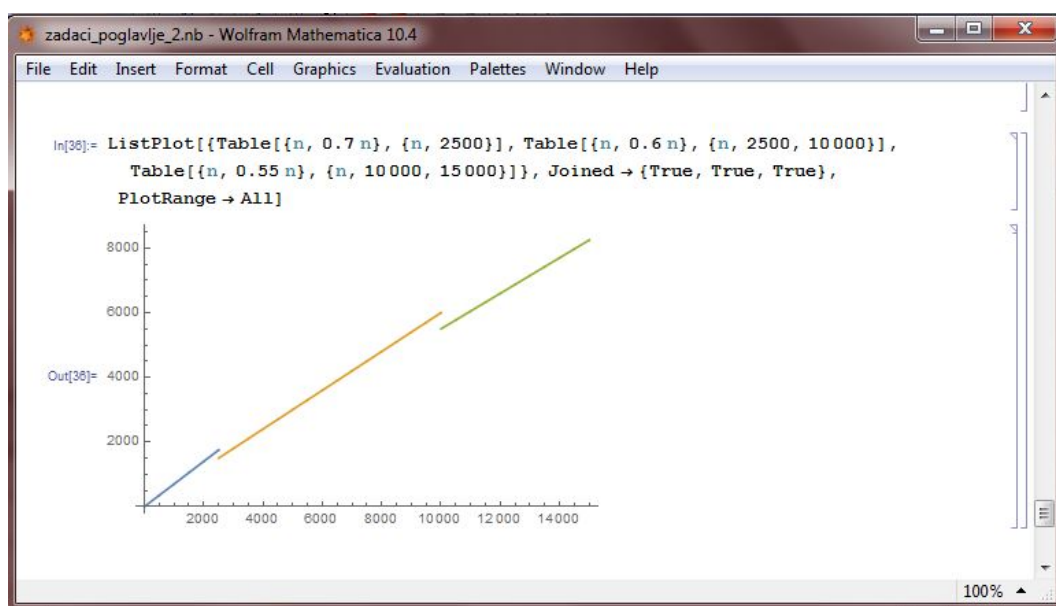 zadaci_poglavlje_2.nb - Wolfram Mathematica 10.4
File Edit Insert Format Cell Graphics Evaluation Palettes Window Help
In[36]:= ListPlot[{Table[{n, 0.7 n}, {n, 2500}], Table[{n, 0.6 n}, {n, 2500, 10000}],
Table[{n, 0.55 n}, {n, 10000, 15000}]}, Joined → {True, True, True},
PlotRange → All]
8000
6000
Out[36]= 4000
2000
2000 4000 6000 8000 10000 12000 14000
100%